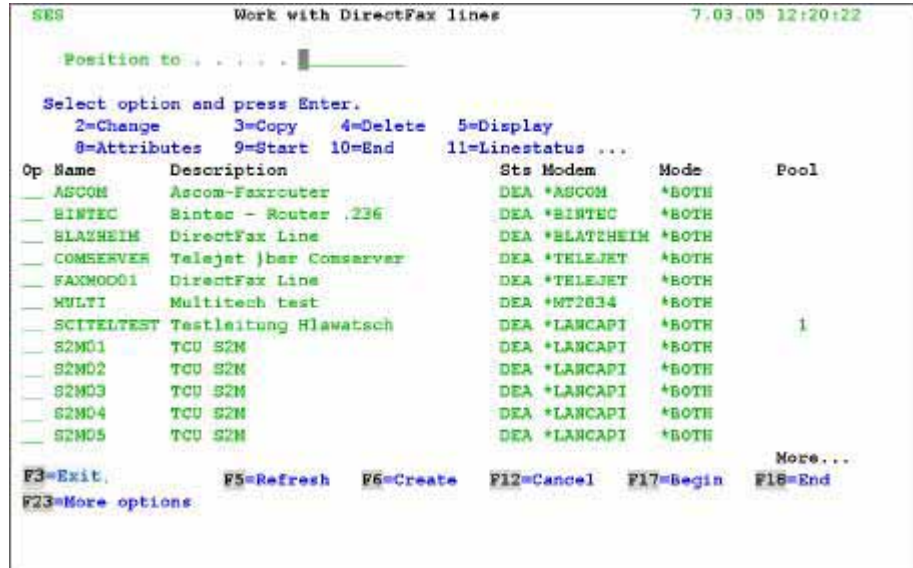 SES Work with DirectFax lines 7.03.05 12:20:22
Position to . . . . .
Select option and press Enter.
2=Change 3=Copy 4=Delete 5=Display
8=Attributes 9=Start 10=End 11=Linestatus ...
Op Name Description Sts Modem Mode Pool
ASCOM Ascom-Faxrouter DEA *ASCOM *BOTH
BINTEC Bintec - Router .236 DEA *BINTEC *BOTH
BLAZHEIM DirectFax Line DEA *BLATZHEIM *BOTH
COMSERVER Telejet }ber Comserver DEA *TELEJET *BOTH
FAXMOD01 DirectFax Line DEA *TELEJET *BOTH
MULTI Multitech test DEA *MT2834 *BOTH
SCITELTEST Testleitung Hlawatsch DEA *LANCAPI *BOTH 1
S2M01 TCU S2M DEA *LANCAPI *BOTH
S2M02 TCU S2M DEA *LANCAPI *BOTH
S2M03 TCU S2M DEA *LANCAPI *BOTH
S2M04 TCU S2M DEA *LANCAPI *BOTH
S2M05 TCU S2M DEA *LANCAPI *BOTH
More...
F3=Exit F5=Refresh F6=Create F12=Cancel F17=Begin F18=End
F23=More options